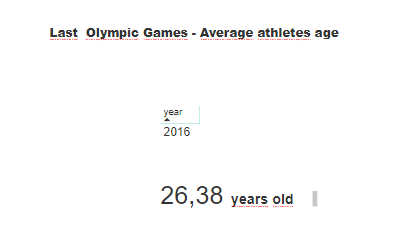 Last Olympic Games - Average athletes age
year
2016
26,38 years old